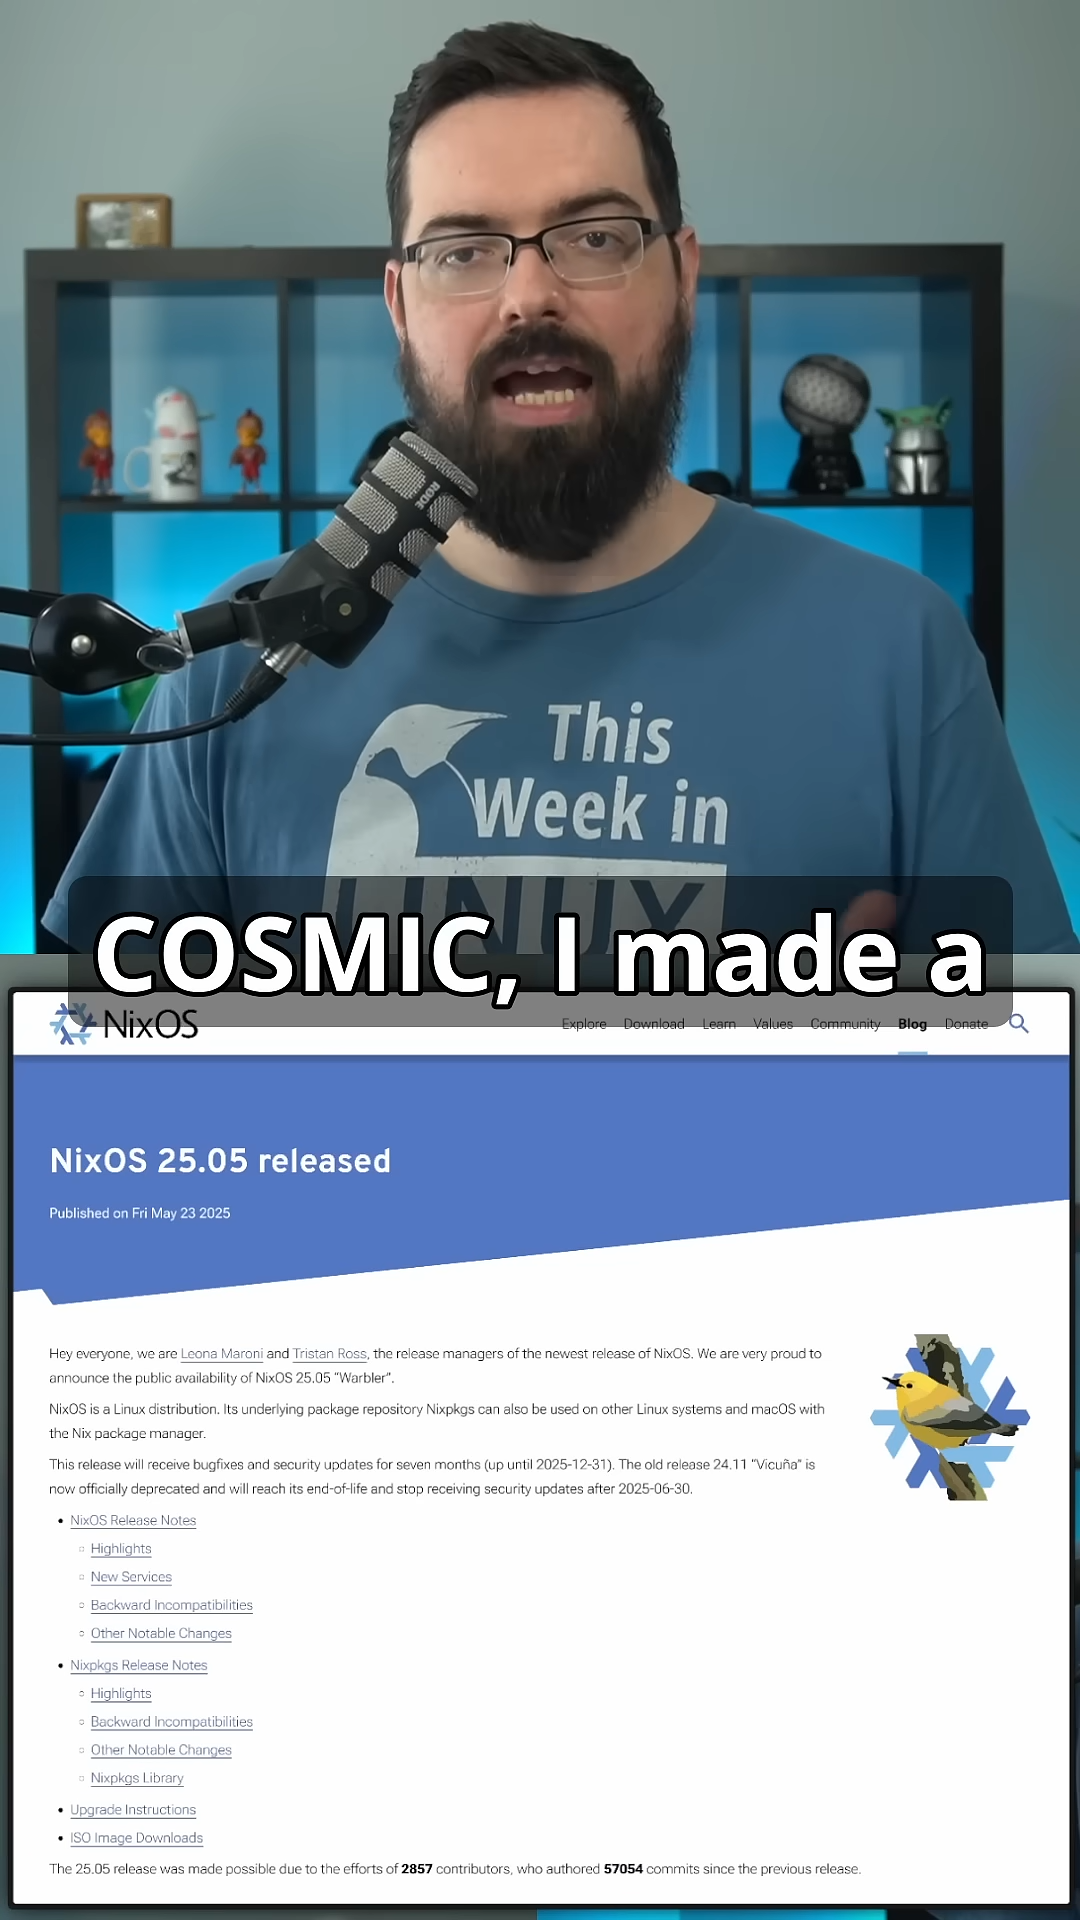 RØDE
This
Week in
LINUX
COSMIC, I made a
NixOS
Explore Download Learn Values Community Blog Donate
NixOS 25.05 released
Published on Fri May 23 2025
Hey everyone, we are Leona Maroni and Tristan Ross, the release managers of the newest release of NixOS. We are very proud to
announce the public availability of NixOS 25.05 “Warbler”.
NixOS is a Linux distribution. Its underlying package repository Nixpkgs can also be used on other Linux systems and macOS with
the Nix package manager.
This release will receive bugfixes and security updates for seven months (up until 2025-12-31). The old release 24.11 “Vicuña” is
now officially deprecated and will reach its end-of-life and stop receiving security updates after 2025-06-30.
• NixOS Release Notes
▫ Highlights
▫ New Services
▫ Backward Incompatibilities
▫ Other Notable Changes
• Nixpkgs Release Notes
▫ Highlights
▫ Backward Incompatibilities
▫ Other Notable Changes
▫ Nixpkgs Library
• Upgrade Instructions
• ISO Image Downloads
The 25.05 release was made possible due to the efforts of 2857 contributors, who authored 57054 commits since the previous release.